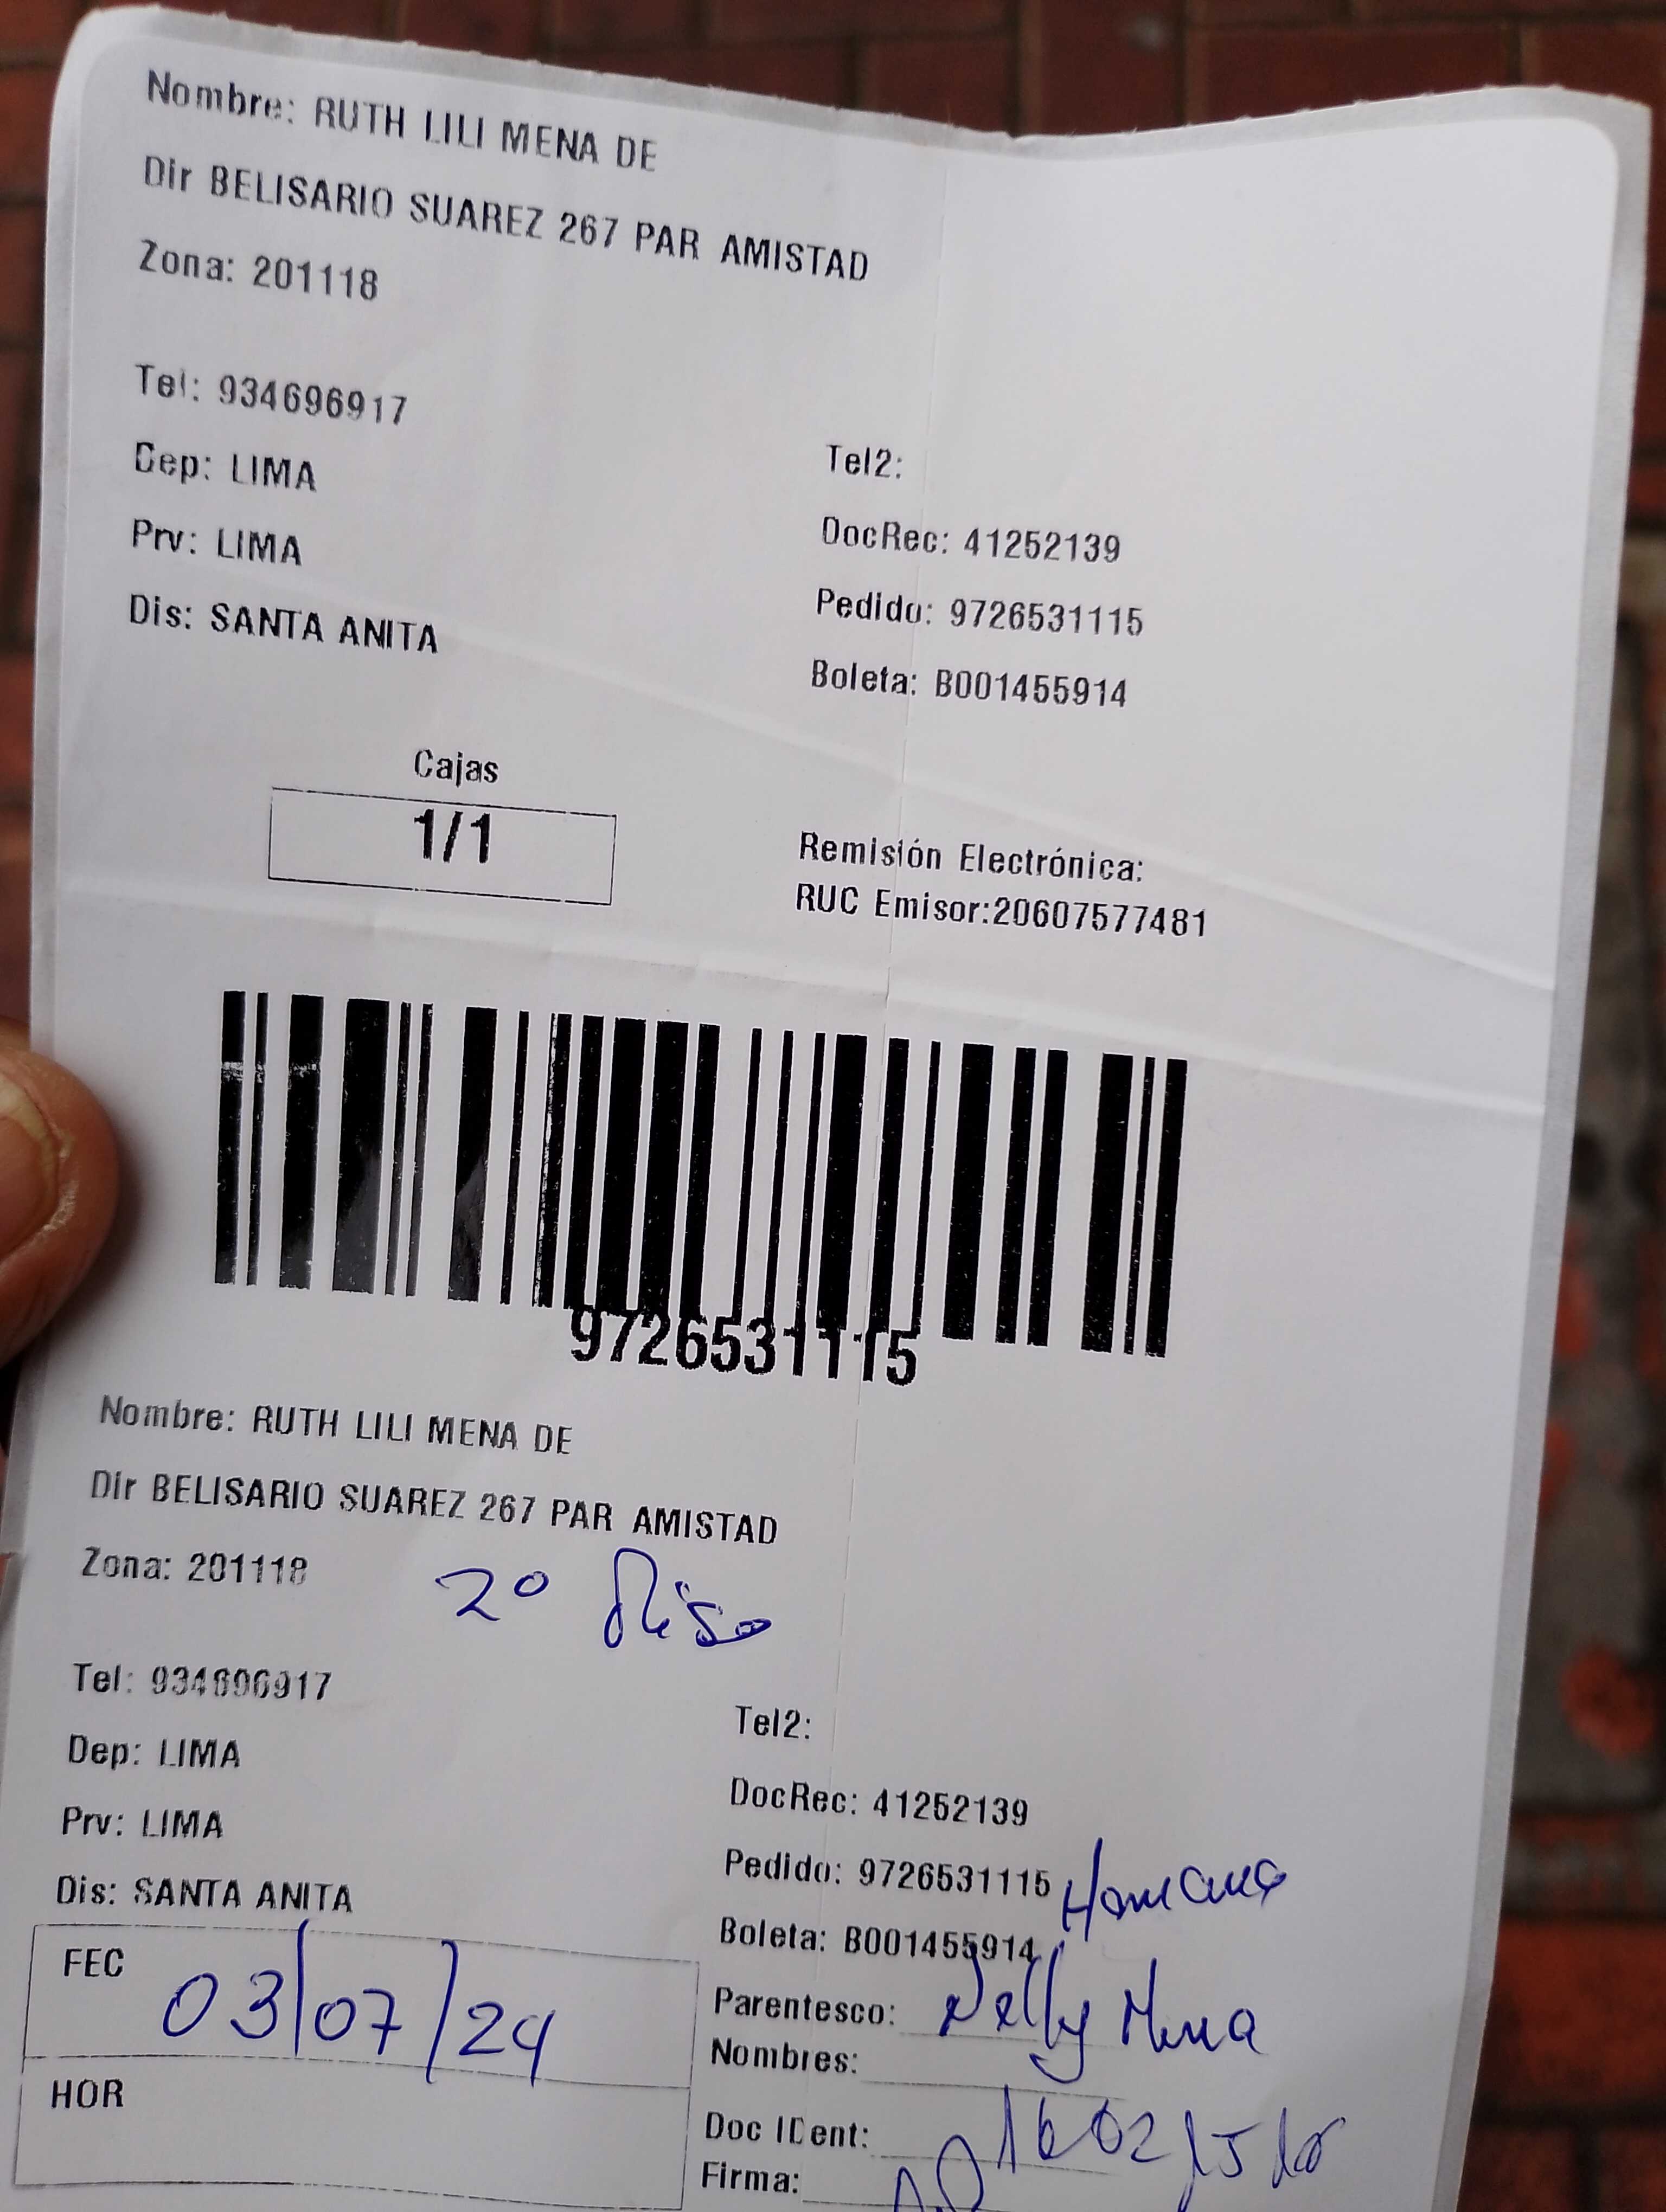 Nombre: RUTH LILI MENA DE
Dir BELISARIO SUAREZ 267 PAR AMISTAD
Zona: 201118
Tel: 934696917
Tel2:
Dep: LIMA
DocRec: 41252139
Prv: LIMA
Pedido: 9726531115
Dis: SANTA ANITA
Boleta: B001455914
Cajas
1/1
Remisión Electrónica:
RUC Emisor:20607577481
9726531115
Nombre: RUTH LILI MENA DE
Dir BELISARIO SUAREZ 267 PAR AMISTAD
Zona: 201118
2° Piso
Tel: 934696917
Tel2:
Dep: LIMA
DocRec: 41252139
Prv: LIMA
Pedido: 9726531115
Dis: SANTA ANITA
Boleta: B001455914
FEC 03/07/24
Parentesco: Nelly Mena
Nombres:
HOR
Doc IDent:
Firma: